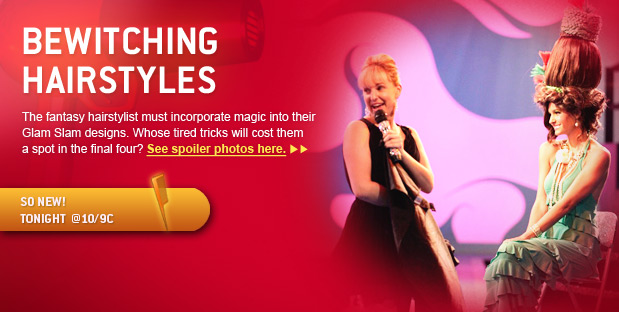 BEWITCHING
HAIRSTYLES
The fantasy hairstylist must incorporate magic into their
Glam Slam designs. Whose tired tricks will cost them
a spot in the final four? See spoiler photos here.
SO NEW!
TONIGHT @10/9C